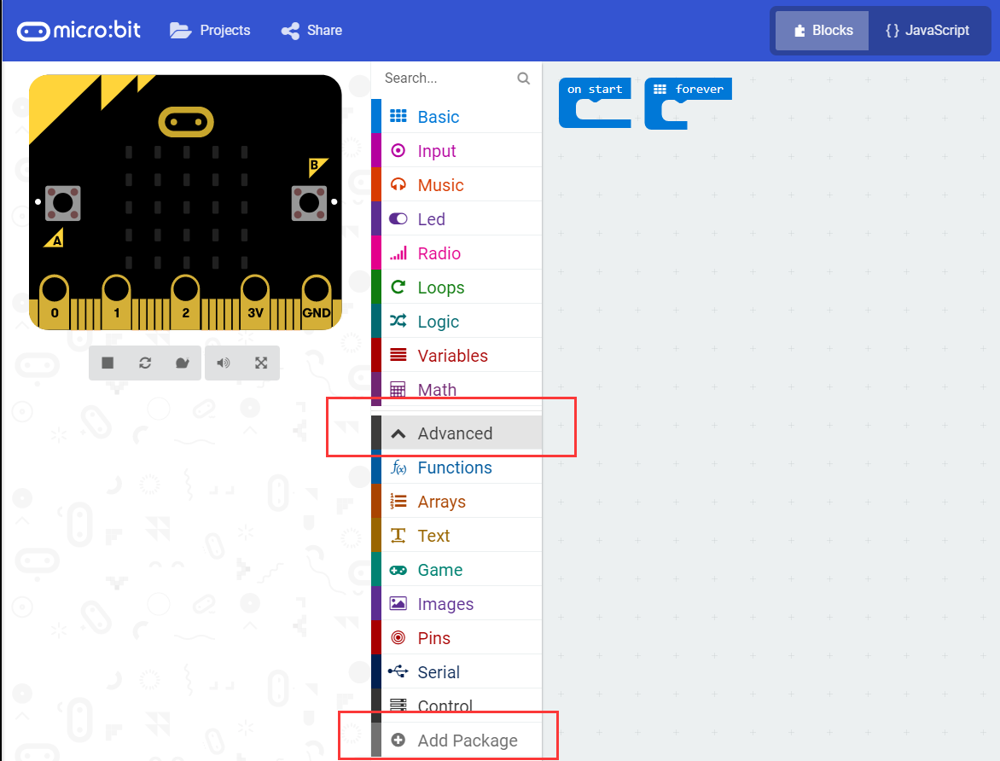 micro:bit
Projects
Share
Blocks
{ } JavaScript
Search...
Basic
Input
Music
Led
Radio
Loops
Logic
Variables
Math
Advanced
f(x) Functions
Arrays
Text
Game
Images
Pins
Serial
Control
Add Package
on start
forever
B
A
0 1 2 3V GND